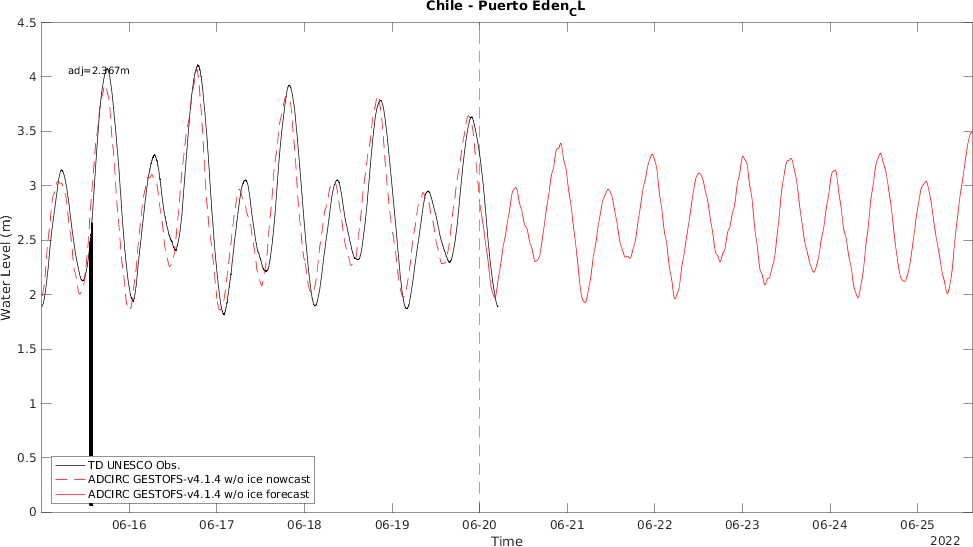 Chile - Puerto EdenCL
adj=2.367m
Water Level (m)
4.5
4
3.5
3
2.5
2
1.5
1
0.5
0
TD UNESCO Obs.
ADCIRC GESTOFS-v4.1.4 w/o ice nowcast
ADCIRC GESTOFS-v4.1.4 w/o ice forecast
06-16 06-17 06-18 06-19 06-20 06-21 06-22 06-23 06-24 06-25
Time
2022